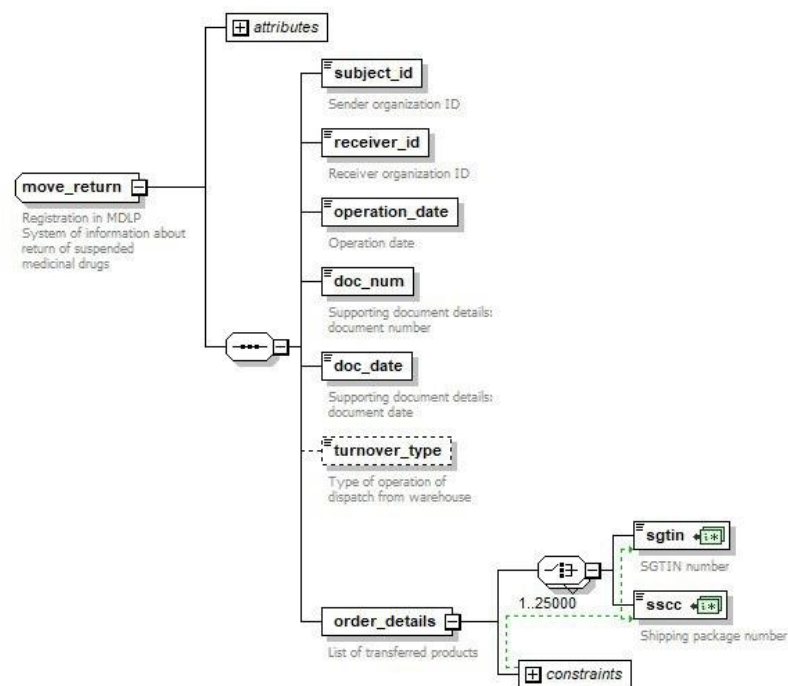 attributes
subject_id
Sender organization ID
receiver_id
Receiver organization ID
move_return
Registration in MDLP
System of information about
return of suspended
medicinal drugs
operation_date
Operation date
doc_num
Supporting document details:
document number
doc_date
Supporting document details:
document date
turnover_type
Type of operation of
dispatch from warehouse
order_details
List of transferred products
1..25000
sgtin
SGTIN number
sscc
Shipping package number
constraints